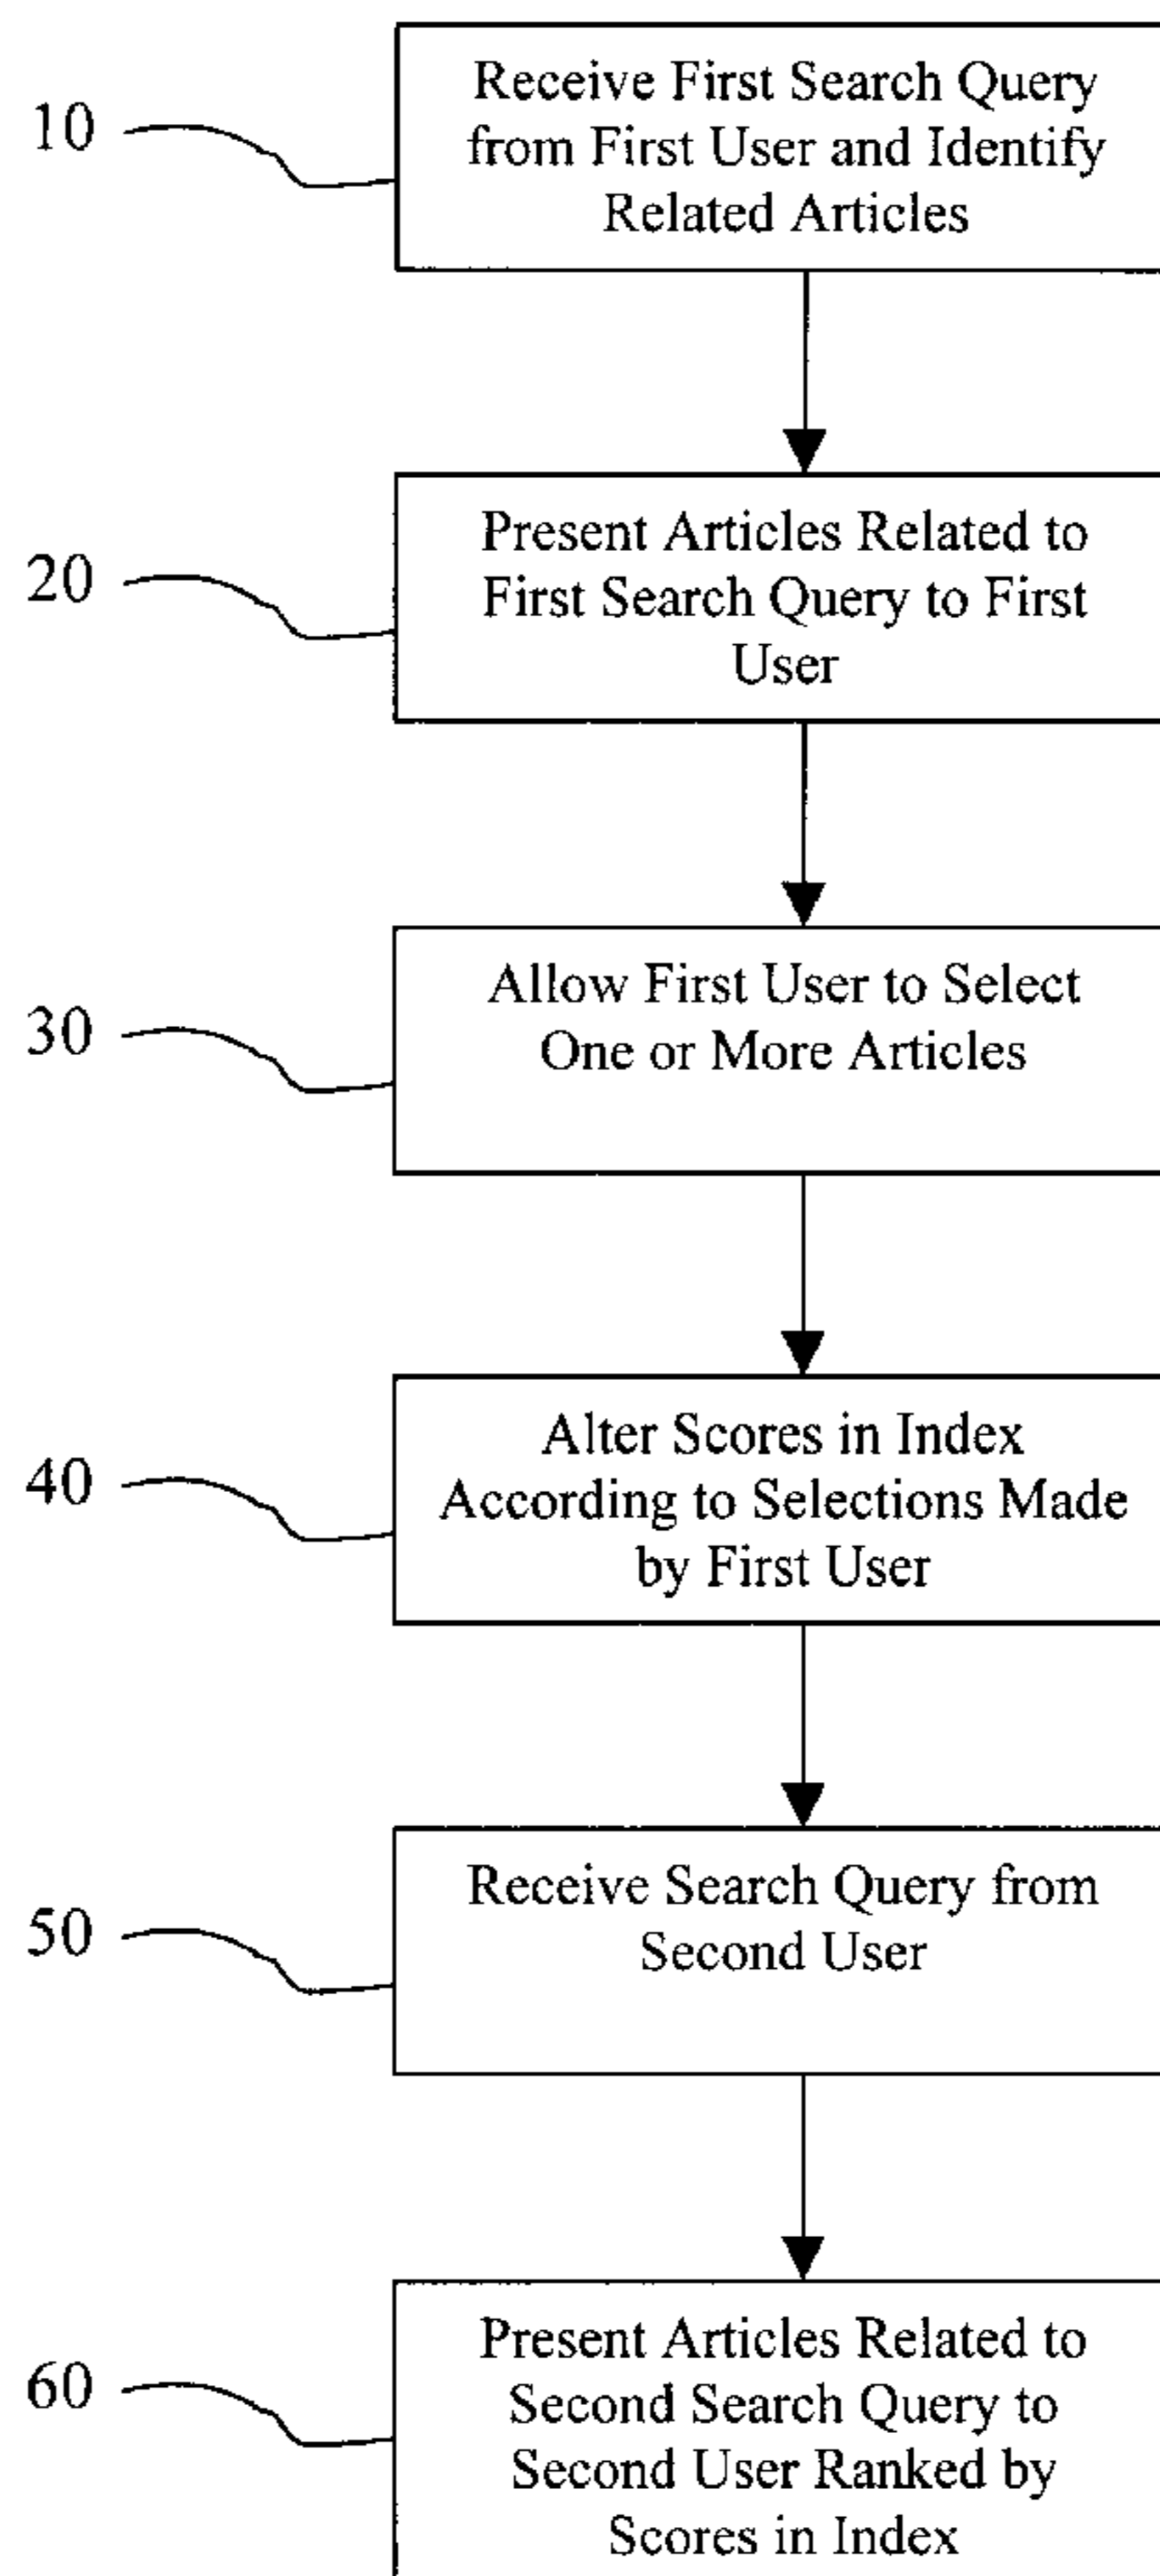 10
Receive First Search Query
from First User and Identify
Related Articles
20
Present Articles Related to
First Search Query to First
User
30
Allow First User to Select
One or More Articles
40
Alter Scores in Index
According to Selections Made
by First User
50
Receive Search Query from
Second User
60
Present Articles Related to
Second Search Query to
Second User Ranked by
Scores in Index